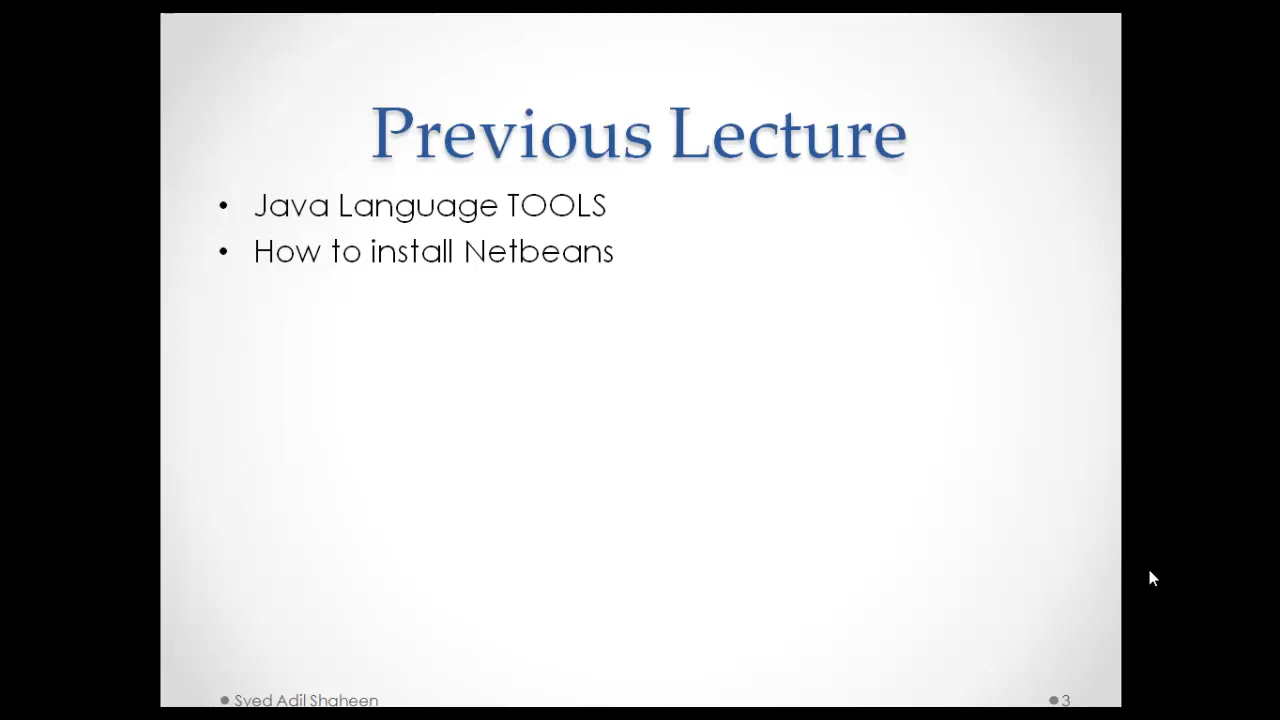 Previous Lecture
• Java Language TOOLS
• How to install Netbeans
• Syed Adil Shaheen
• 3